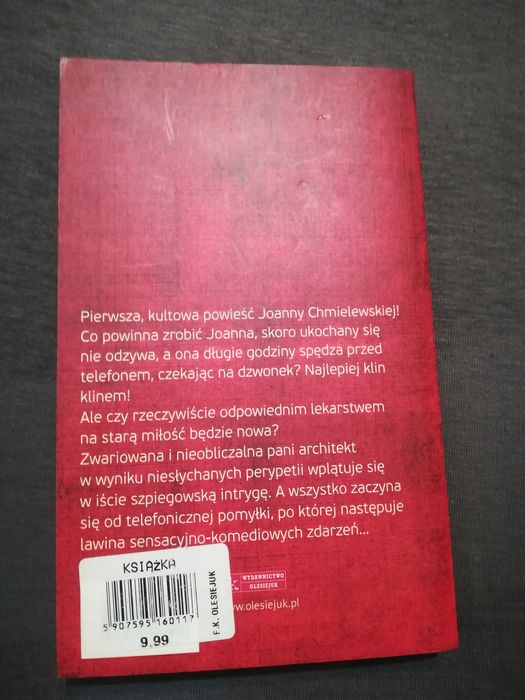 Pierwsza, kultowa powieść Joanny Chmielewskiej!
Co powinna zrobić Joanna, skoro ukochany się
nie odzywa, a ona długie godziny spędza przed
telefonem, czekając na dzwonek? Najlepiej klin
klinem!
Ale czy rzeczywiście odpowiednim lekarstwem
na starą miłość będzie nowa?
Zwariowana i nieobliczalna pani architekt
w wyniku niesłychanych perypetii wplątuje się
w iście szpiegowską intrygę. A wszystko zaczyna
się od telefonicznej pomyłki, po której następuje
lawina sensacyjno-komediowych zdarzeń...
KSIĄŻKA
5 907595 160117
9.99
F.K. OLESIEJUK
WYDAWNICTWO
OLESIEJUK
www.olesiejuk.pl